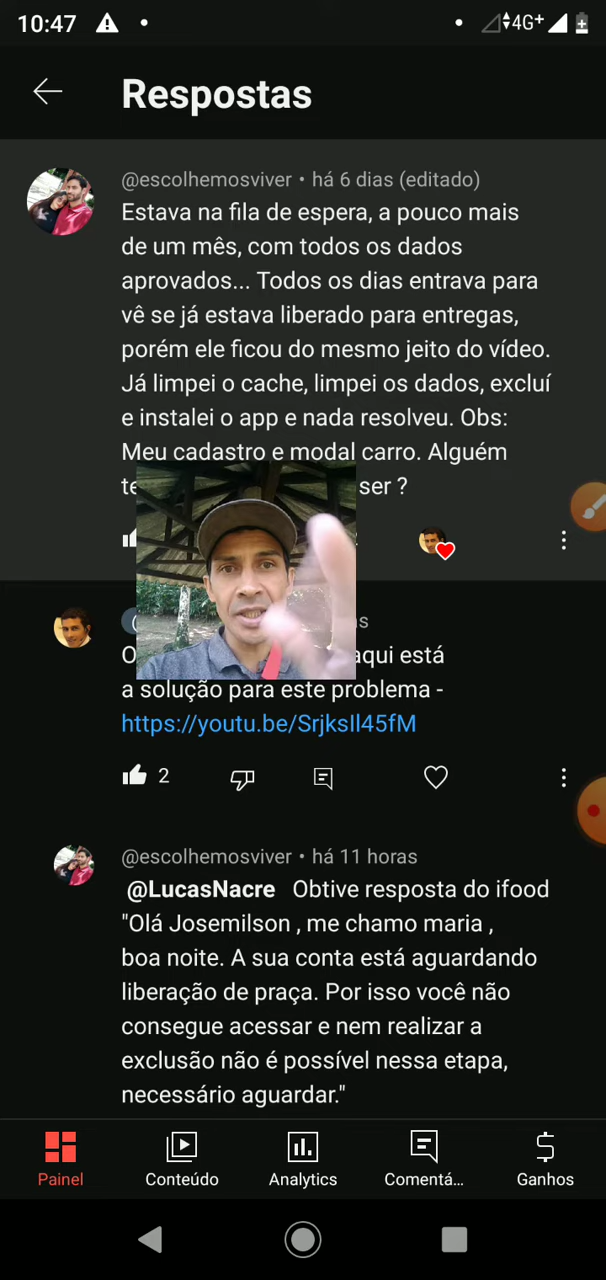 10:47
4G+
Respostas
@escolhemosviver • há 6 dias (editado)
Estava na fila de espera, a pouco mais
de um mês, com todos os dados
aprovados... Todos os dias entrava para
vê se já estava liberado para entregas,
porém ele ficou do mesmo jeito do vídeo.
Já limpei o cache, limpei os dados, excluí
e instalei o app e nada resolveu. Obs:
Meu cadastro e modal carro. Alguém
ser ?
aqui está
a solução para este problema -
https://youtu.be/SrjksIl45fM
2
@escolhemosviver • há 11 horas
@LucasNacre Obtive resposta do ifood
"Olá Josemilson , me chamo maria ,
boa noite. A sua conta está aguardando
liberação de praça. Por isso você não
consegue acessar e nem realizar a
exclusão não é possível nessa etapa,
necessário aguardar."
Painel
Conteúdo
Analytics
Comentá...
Ganhos